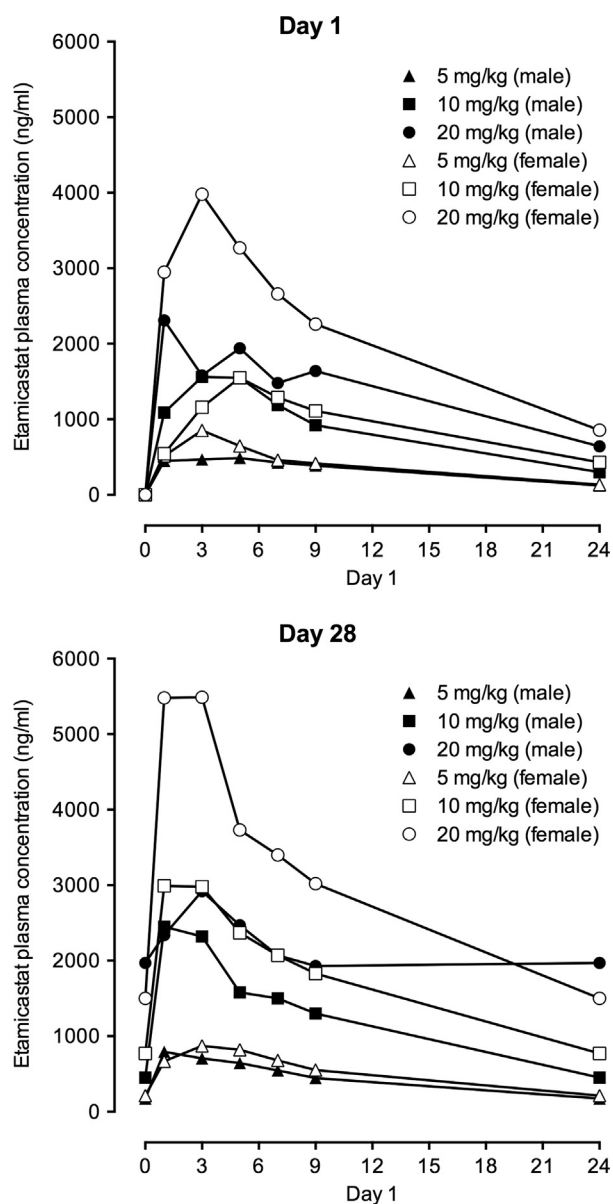 Day 1
Etamicastat plasma concentration (ng/ml)
6000
5000
4000
3000
2000
1000
0
5 mg/kg (male)
10 mg/kg (male)
20 mg/kg (male)
5 mg/kg (female)
10 mg/kg (female)
20 mg/kg (female)
0 3 6 9 12 15 18 21 24
Day 1
Day 28
Etamicastat plasma concentration (ng/ml)
6000
5000
4000
3000
2000
1000
0
5 mg/kg (male)
10 mg/kg (male)
20 mg/kg (male)
5 mg/kg (female)
10 mg/kg (female)
20 mg/kg (female)
0 3 6 9 12 15 18 21 24
Day 1